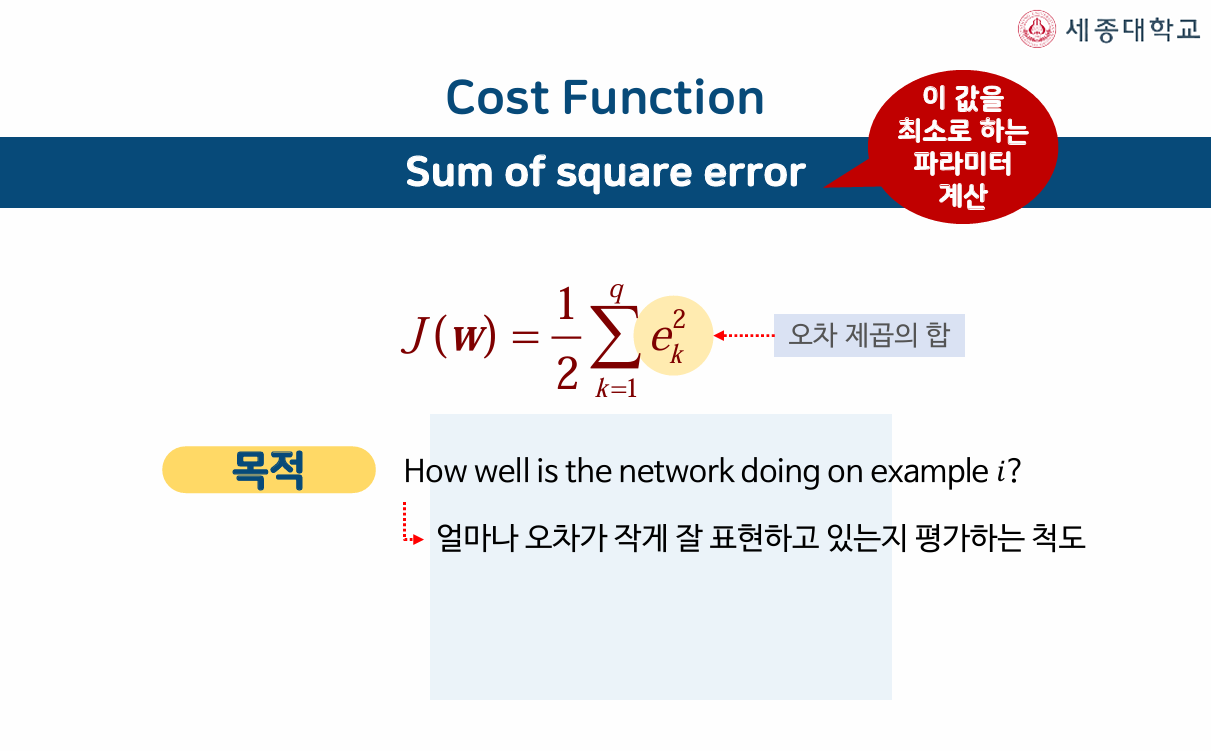 세종대학교
Cost Function
이 값을
최소로 하는
파라미터
계산
Sum of square error
J(w) = \frac{1}{2} \sum_{k=1}^{q} e_k^2
오차 제곱의 합
목적
How well is the network doing on example i?
얼마나 오차가 작게 잘 표현하고 있는지 평가하는 척도